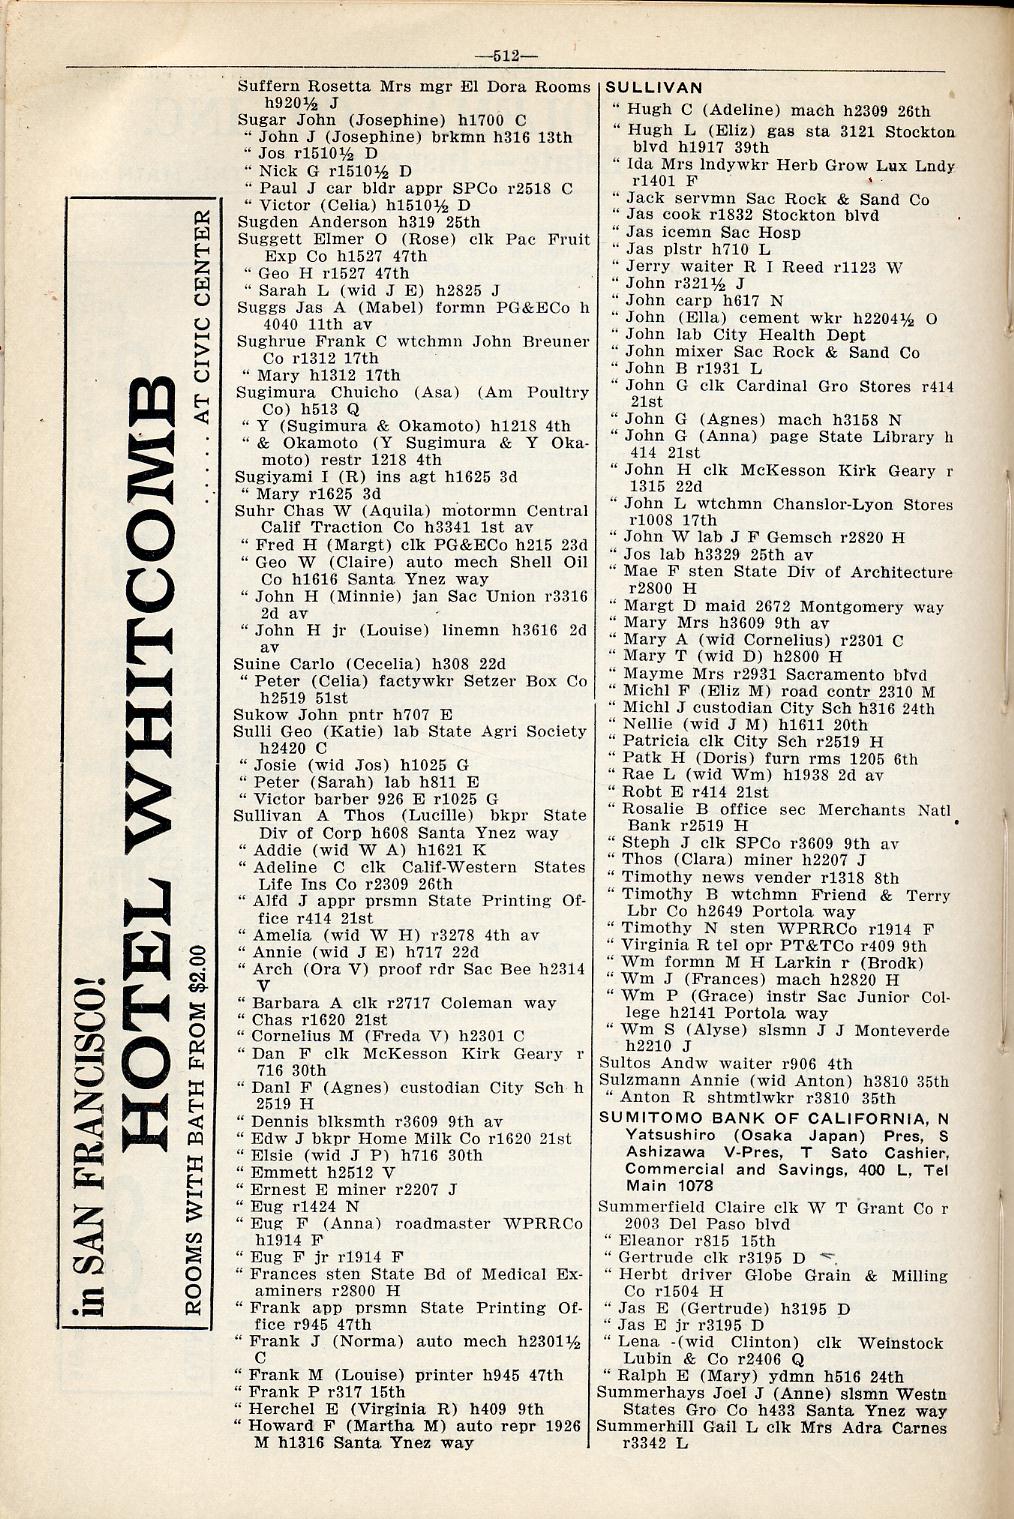 —512—
in SAN FRANCISCO!
HOTEL WHITCOMB
ROOMS WITH BATH FROM $2.00 . . . . . AT CIVIC CENTER
Suffern Rosetta Mrs mgr El Dora Rooms
h920½ J
Sugar John (Josephine) h1700 C
" John J (Josephine) brkmn h316 13th
" Jos r1510½ D
" Nick G r1510½ D
" Paul J car bldr appr SPCo r2518 C
" Victor (Celia) h1510½ D
Sugden Anderson h319 25th
Suggett Elmer O (Rose) clk Pac Fruit
Exp Co h1527 47th
" Geo H r1527 47th
" Sarah L (wid J E) h2825 J
Suggs Jas A (Mabel) formn PG&ECo h
4040 11th av
Sughrue Frank C wtchmn John Breuner
Co r1312 17th
" Mary h1312 17th
Sugimura Chuicho (Asa) (Am Poultry
Co) h513 Q
" Y (Sugimura & Okamoto) h1218 4th
" & Okamoto (Y Sugimura & Y Oka-
moto) restr 1218 4th
Sugiyami I (R) ins agt h1625 3d
" Mary r1625 3d
Suhr Chas W (Aquila) motormn Central
Calif Traction Co h3341 1st av
" Fred H (Margt) clk PG&ECo h215 23d
" Geo W (Claire) auto mech Shell Oil
Co h1616 Santa Ynez way
" John H (Minnie) jan Sac Union r3316
2d av
" John H jr (Louise) linemn h3616 2d
av
Suine Carlo (Cecelia) h308 22d
" Peter (Celia) factywkr Setzer Box Co
h2519 51st
Sukow John pntr h707 E
Sulli Geo (Katie) lab State Agri Society
h2420 C
" Josie (wid Jos) h1025 G
" Peter (Sarah) lab h811 E
" Victor barber 926 E r1025 G
Sullivan A Thos (Lucille) bkpr State
Div of Corp h608 Santa Ynez way
" Addie (wid W A) h1621 K
" Adeline C clk Calif-Western States
Life Ins Co r2309 26th
" Alfd J appr prsmn State Printing Of-
fice r414 21st
" Amelia (wid W H) r3278 4th av
" Annie (wid J E) h717 22d
" Arch (Ora V) proof rdr Sac Bee h2314
V
" Barbara A clk r2717 Coleman way
" Chas r1620 21st
" Cornelius M (Freda V) h2301 C
" Dan F clk McKesson Kirk Geary r
716 30th
" Danl F (Agnes) custodian City Sch h
2519 H
" Dennis blksmth r3609 9th av
" Edw J bkpr Home Milk Co r1620 21st
" Elsie (wid J P) h716 30th
" Emmett h2512 V
" Ernest E miner r2207 J
" Eug r1424 N
" Eug F (Anna) roadmaster WPRRCo
h1914 F
" Eug F jr r1914 F
" Frances sten State Bd of Medical Ex-
aminers r2800 H
" Frank app prsmn State Printing Of-
fice r945 47th
" Frank J (Norma) auto mech h2301½
C
" Frank M (Louise) printer h945 47th
" Frank P r317 15th
" Herchel E (Virginia R) h409 9th
" Howard F (Martha M) auto repr 1926
M h1316 Santa Ynez way
SULLIVAN
" Hugh C (Adeline) mach h2309 26th
" Hugh L (Eliz) gas sta 3121 Stockton
blvd h1917 39th
" Ida Mrs lndywkr Herb Grow Lux Lndy
r1401 F
" Jack servmn Sac Rock & Sand Co
" Jas cook r1832 Stockton blvd
" Jas icemn Sac Hosp
" Jas plstr h710 L
" Jerry waiter R I Reed r1123 W
" John r321½ J
" John carp h617 N
" John (Ella) cement wkr h2204½ O
" John lab City Health Dept
" John mixer Sac Rock & Sand Co
" John B r1931 L
" John G clk Cardinal Gro Stores r414
21st
" John G (Agnes) mach h3158 N
" John G (Anna) page State Library h
414 21st
" John H clk McKesson Kirk Geary r
1315 22d
" John L wtchmn Chanslor-Lyon Stores
r1008 17th
" John W lab J F Gemsch r2820 H
" Jos lab h3329 25th av
" Mae F sten State Div of Architecture
r2800 H
" Margt D maid 2672 Montgomery way
" Mary Mrs h3609 9th av
" Mary A (wid Cornelius) r2301 C
" Mary T (wid D) h2800 H
" Mayme Mrs r2931 Sacramento blvd
" Michl F (Eliz M) road contr 2310 M
" Michl J custodian City Sch h316 24th
" Nellie (wid J M) h1611 20th
" Patricia clk City Sch r2519 H
" Patk H (Doris) furn rms 1205 6th
" Rae L (wid Wm) h1938 2d av
" Robt E r414 21st
" Rosalie B office sec Merchants Natl
Bank r2519 H
" Steph J clk SPCo r3609 9th av
" Thos (Clara) miner h2207 J
" Timothy news vender r1318 8th
" Timothy B wtchmn Friend & Terry
Lbr Co h2649 Portola way
" Timothy N sten WPRRCo r1914 F
" Virginia R tel opr PT&TCo r409 9th
" Wm formn M H Larkin r (Brodk)
" Wm J (Frances) mach h2820 H
" Wm P (Grace) instr Sac Junior Col-
lege h2141 Portola way
" Wm S (Alyse) slsmn J J Monteverde
h2210 J
Sultos Andw waiter r906 4th
Sulzmann Annie (wid Anton) h3810 35th
" Anton R shtmtlwkr r3810 35th
SUMITOMO BANK OF CALIFORNIA, N
Yatsushiro (Osaka Japan) Pres, S
Ashizawa V-Pres, T Sato Cashier,
Commercial and Savings, 400 L, Tel
Main 1078
Summerfield Claire clk W T Grant Co r
2003 Del Paso blvd
" Eleanor r815 15th
" Gertrude clk r3195 D
" Herbt driver Globe Grain & Milling
Co r1504 H
" Jas E (Gertrude) h3195 D
" Jas E jr r3195 D
" Lena -(wid Clinton) clk Weinstock
Lubin & Co r2406 Q
" Ralph E (Mary) ydmn h516 24th
Summerhays Joel J (Anne) slsmn Westn
States Gro Co h433 Santa Ynez way
Summerhill Gail L clk Mrs Adra Carnes
r3342 L